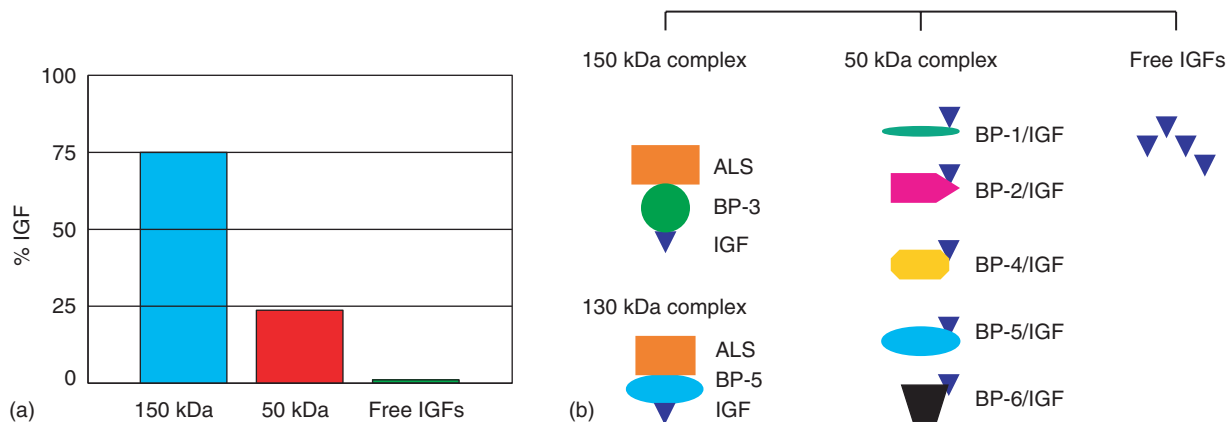 100
75
50
25
0
% IGF
150 kDa
50 kDa
Free IGFs
(a)
150 kDa complex
ALS
BP-3
IGF
130 kDa complex
ALS
BP-5
IGF
50 kDa complex
BP-1/IGF
BP-2/IGF
BP-4/IGF
BP-5/IGF
BP-6/IGF
Free IGFs
(b)